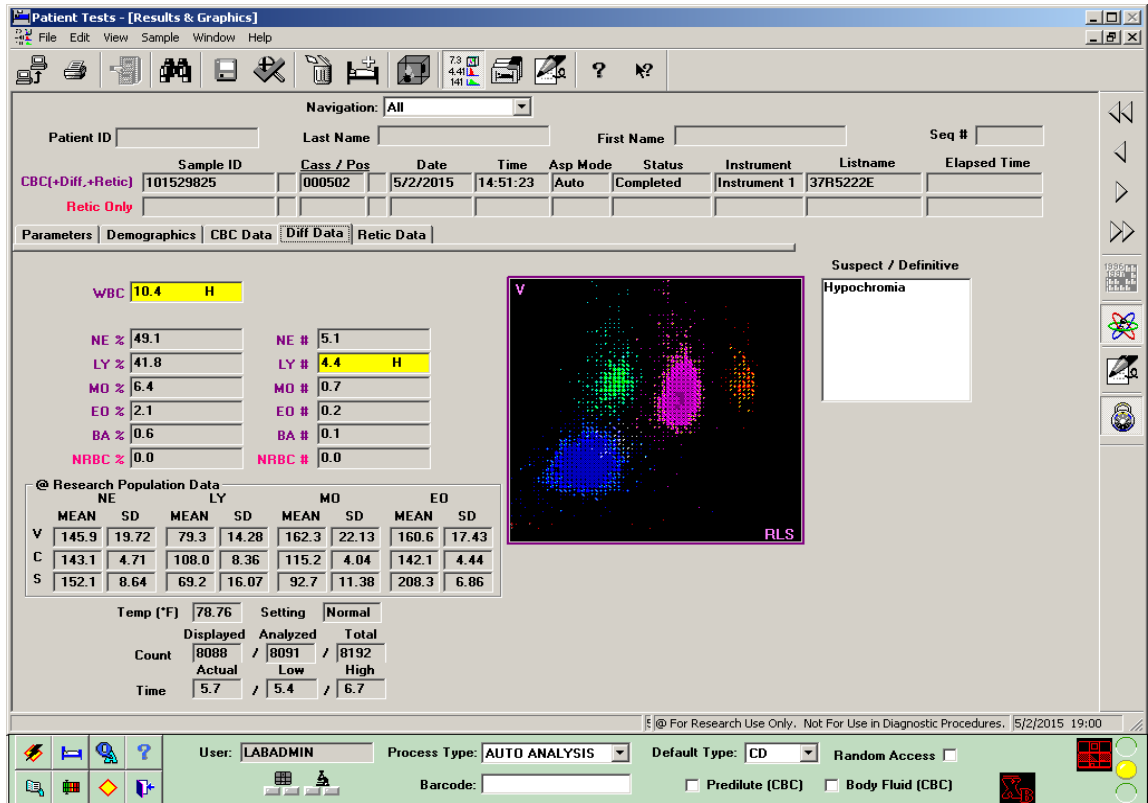 Patient Tests - [Results & Graphics]
File Edit View Sample Window Help
7.3
4.41
141
? ?
Navigation: All
Patient ID Last Name First Name Seq #
Sample ID Cass / Pos Date Time Asp Mode Status Instrument Listname Elapsed Time
CBC(+Diff,+Retic) 101529825 000502 5/2/2015 14:51:23 Auto Completed Instrument 1 37R5222E
Retic Only
Parameters Demographics CBC Data Diff Data Retic Data
Suspect / Definitive
Hypochromia
WBC 10.4 H
V
NE % 49.1 NE # 5.1
LY % 41.8 LY # 4.4 H
MO % 6.4 MO # 0.7
EO % 2.1 EO # 0.2
BA % 0.6 BA # 0.1
NRBC % 0.0 NRBC # 0.0
RLS
@ Research Population Data
NE LY MO EO
MEAN SD MEAN SD MEAN SD MEAN SD
V 145.9 19.72 79.3 14.28 162.3 22.13 160.6 17.43
C 143.1 4.71 108.0 8.36 115.2 4.04 142.1 4.44
S 152.1 8.64 69.2 16.07 92.7 11.38 208.3 6.86
Temp (°F) 78.76 Setting Normal
Displayed Analyzed Total
Count 8088 / 8091 / 8192
Actual Low High
Time 5.7 / 5.4 / 6.7
@ For Research Use Only. Not For Use in Diagnostic Procedures. 5/2/2015 19:00
? User: LABADMIN Process Type: AUTO ANALYSIS Default Type: CD Random Access
Barcode: Predilute (CBC) Body Fluid (CBC) XB